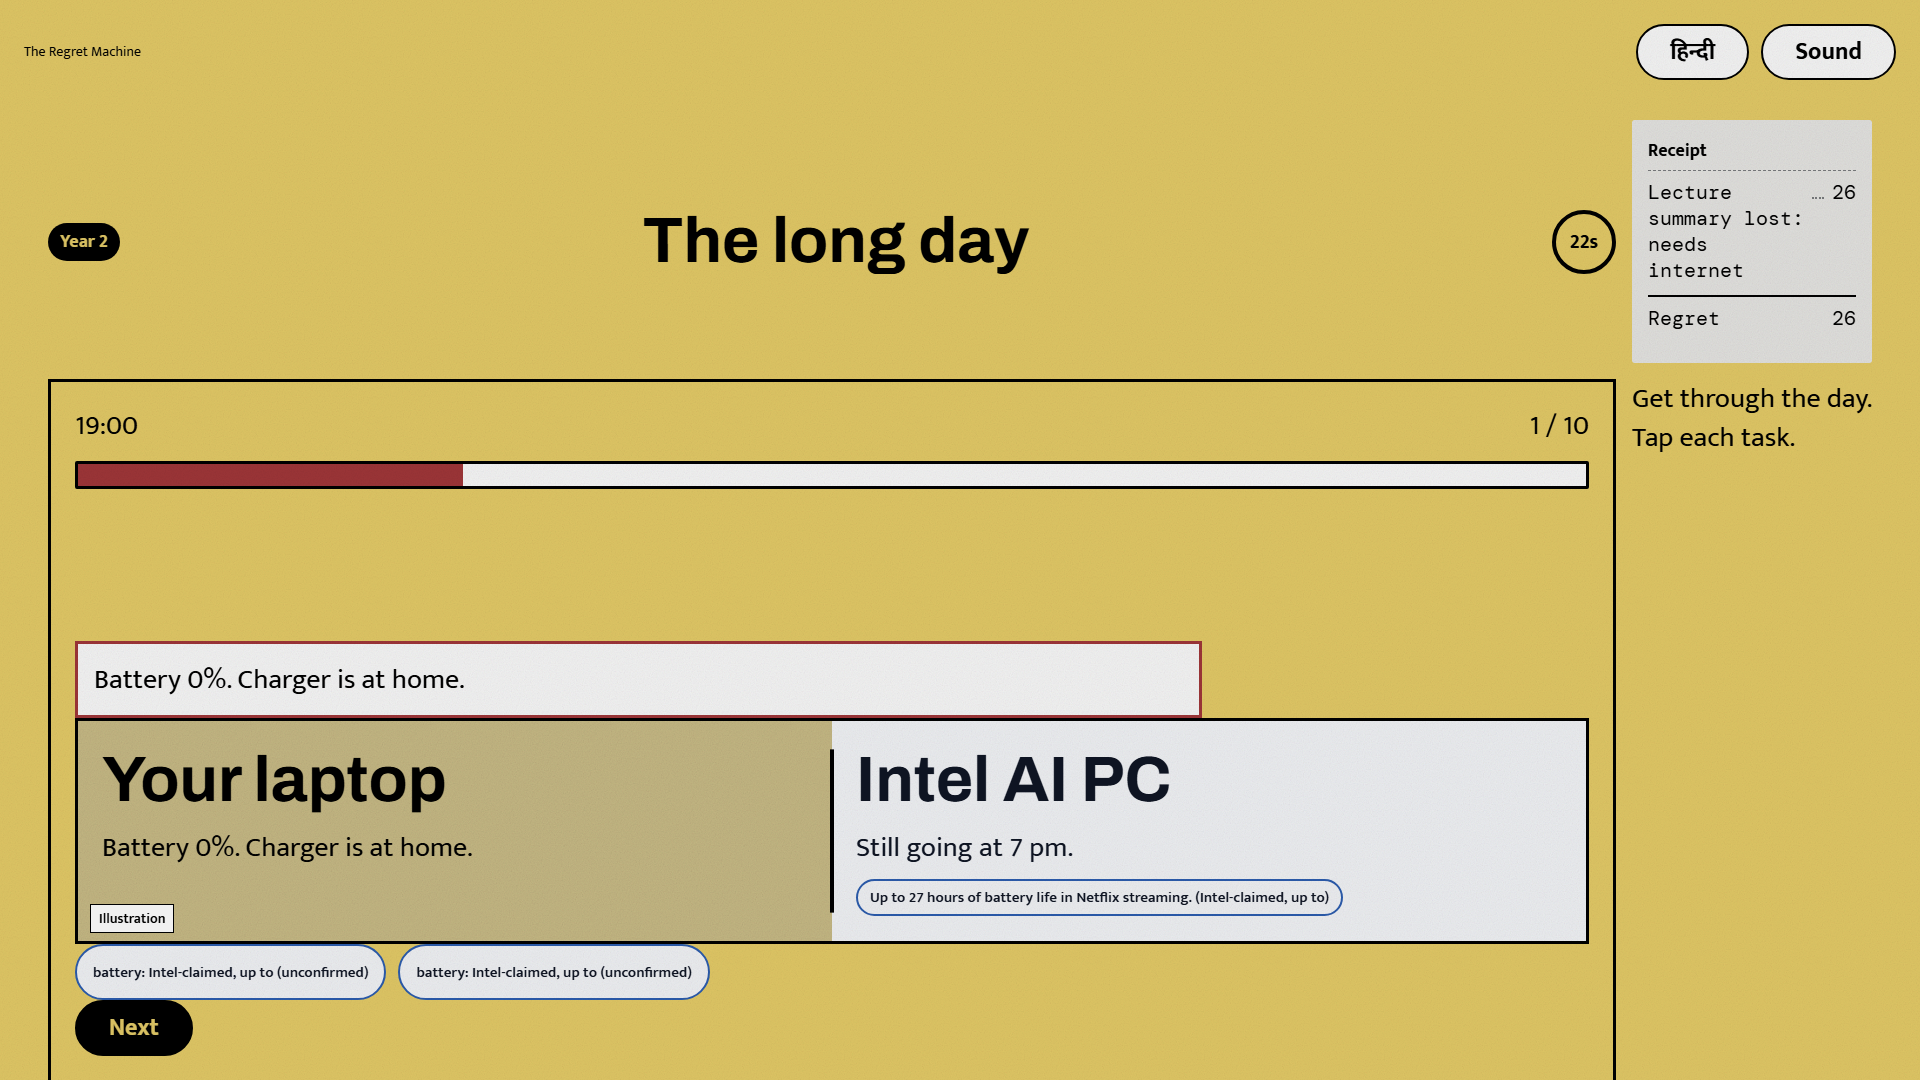 The Regret Machine
हिन्दी
Sound
Year 2
The long day
22s
Receipt
Lecture .... 26
summary lost:
needs
internet
Regret 26
Get through the day.
Tap each task.
19:00
1 / 10
Battery 0%. Charger is at home.
Your laptop
Battery 0%. Charger is at home.
Illustration
Intel AI PC
Still going at 7 pm.
Up to 27 hours of battery life in Netflix streaming. (Intel-claimed, up to)
battery: Intel-claimed, up to (unconfirmed)
battery: Intel-claimed, up to (unconfirmed)
Next